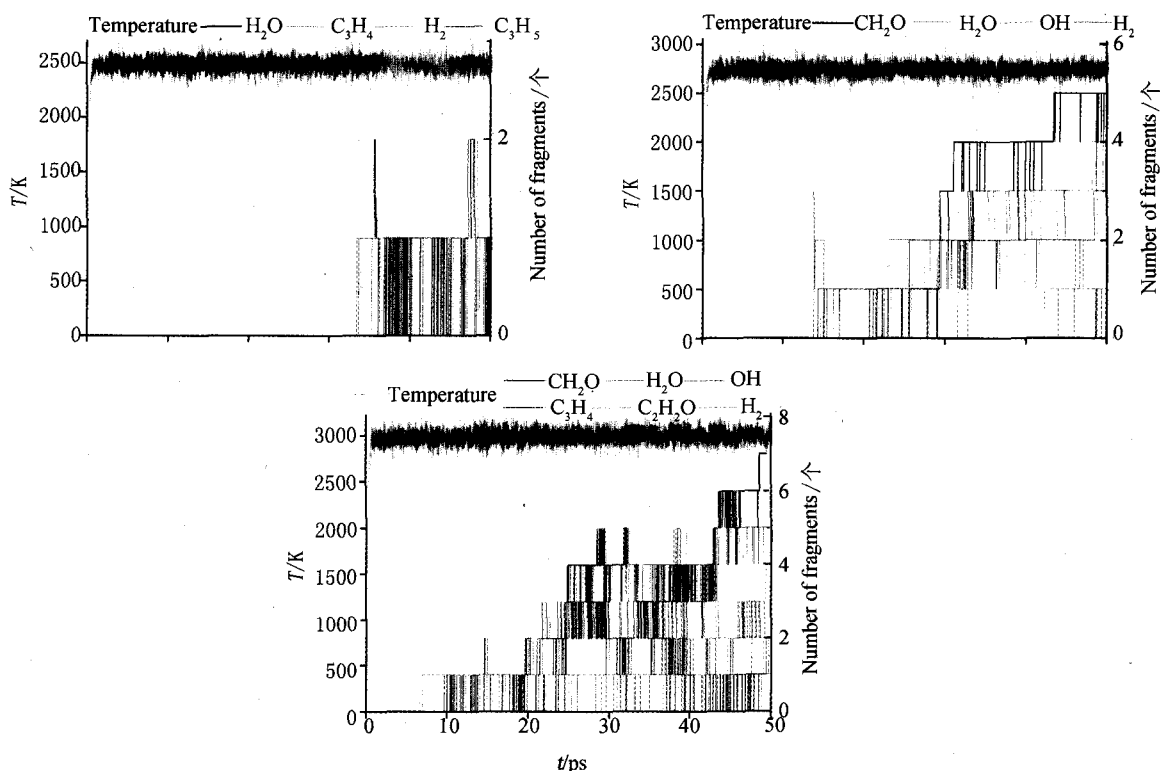 Temperature — H₂O — C₃H₄ — H₂ — C₃H₅
2500
2000
1500
1000
500
0
T/K
2
0
Number of fragments/个
Temperature — CH₂O — H₂O — OH — H₂
3000
2500
2000
1500
1000
500
0
T/K
6
4
2
0
Number of fragments/个
Temperature — CH₂O — H₂O — OH
— C₃H₄ — C₂H₂O — H₂
3000
2500
2000
1500
1000
500
0
T/K
8
6
4
2
0
Number of fragments/个
0 10 20 30 40 50
t/ps